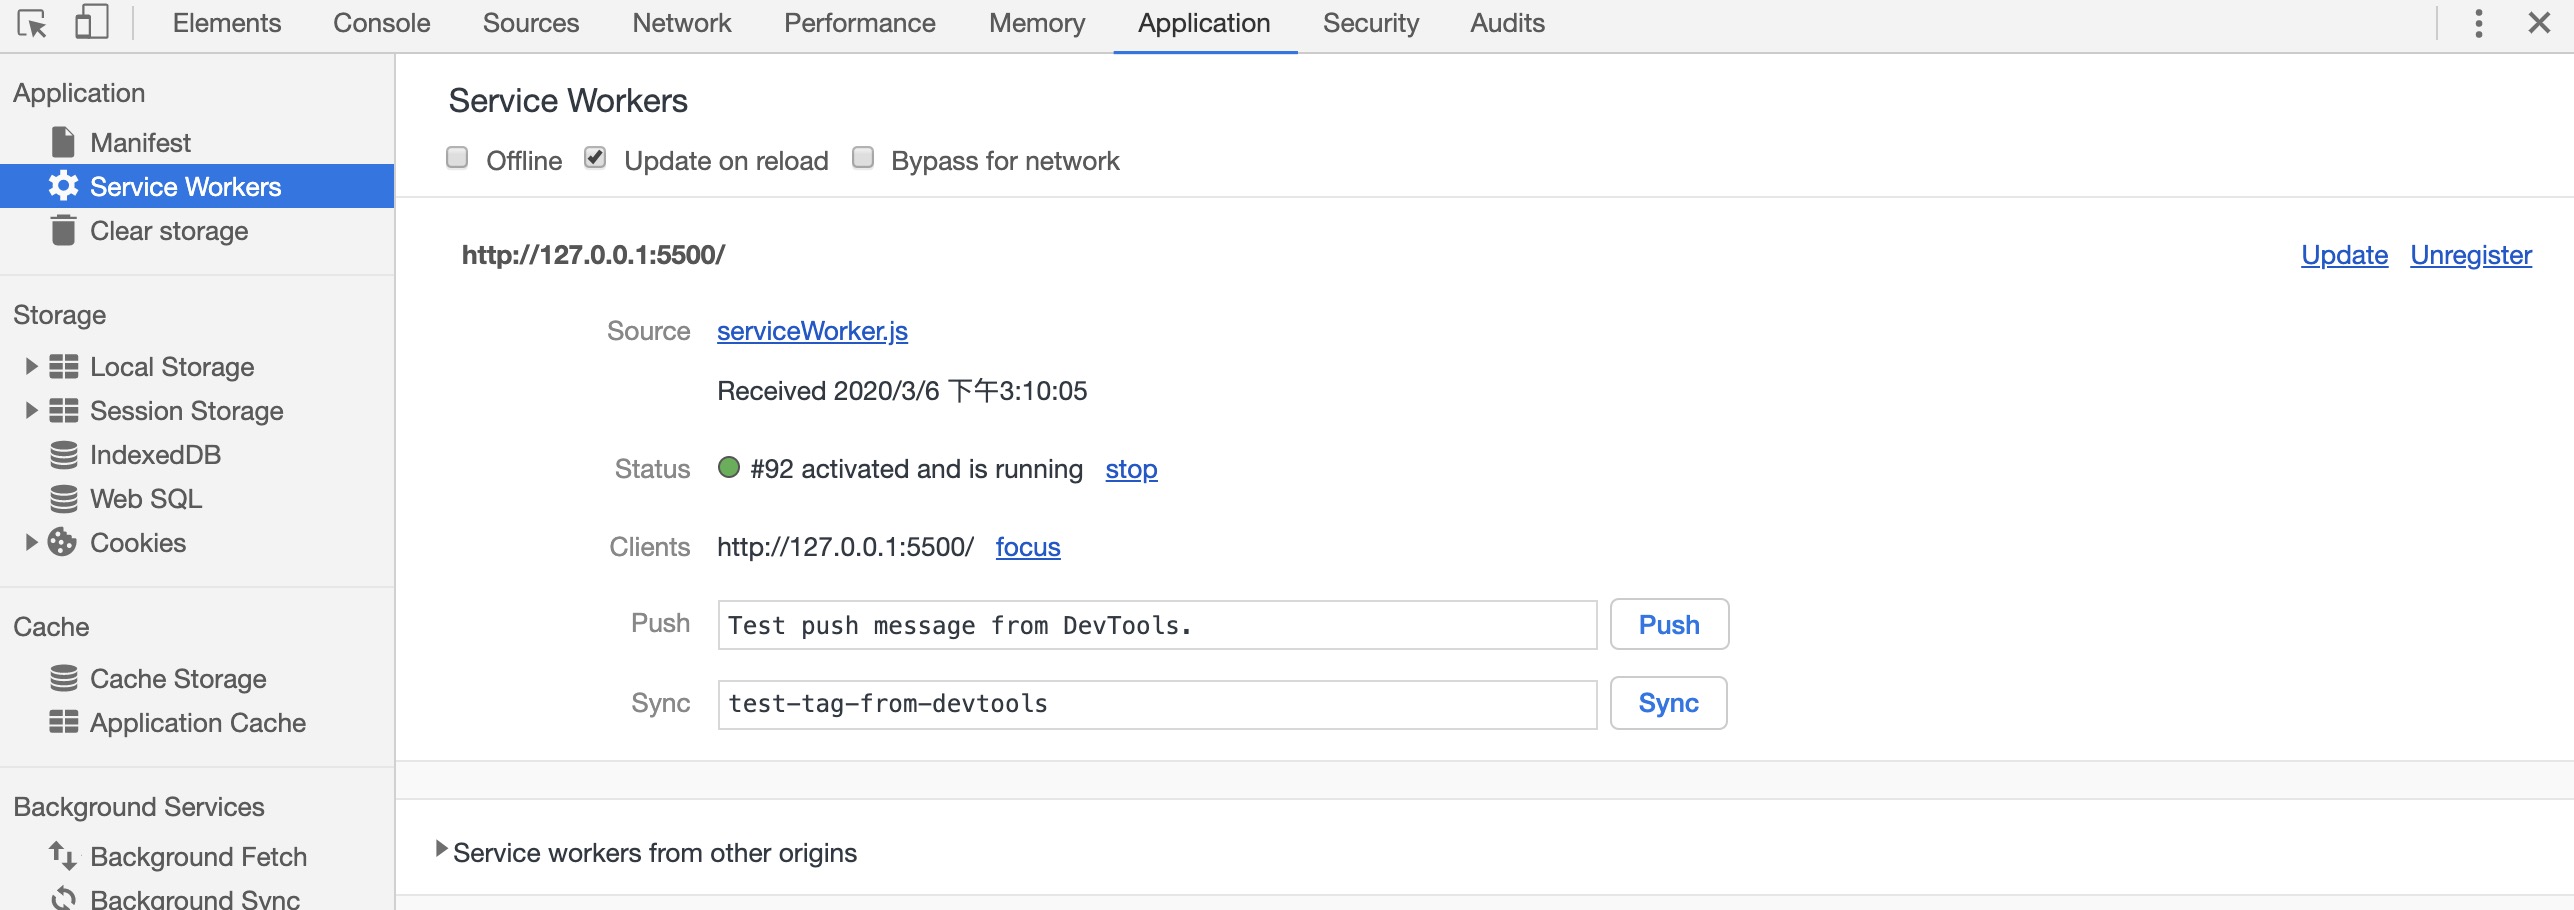 Elements Console Sources Network Performance Memory Application Security Audits
Application
Manifest
Service Workers
Clear storage
Storage
Local Storage
Session Storage
IndexedDB
Web SQL
Cookies
Cache
Cache Storage
Application Cache
Background Services
Background Fetch
Background Sync
Service Workers
Offline Update on reload Bypass for network
http://127.0.0.1:5500/ Update Unregister
Source serviceWorker.js
Received 2020/3/6 下午3:10:05
Status #92 activated and is running stop
Clients http://127.0.0.1:5500/ focus
Push Test push message from DevTools. Push
Sync test-tag-from-devtools Sync
Service workers from other origins